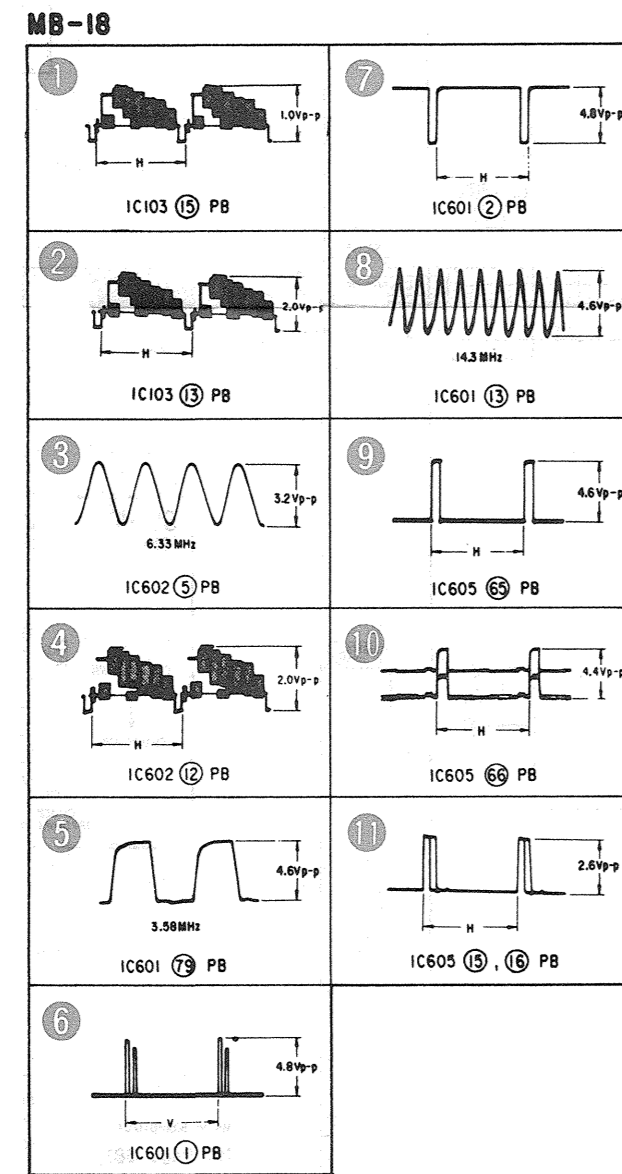 MB-18
1
1.0Vp-p
H
IC103 ⑮ PB
2
2.0Vp-p
H
IC103 ⑬ PB
3
3.2Vp-p
6.33MHz
IC602 ⑤ PB
4
2.0Vp-p
H
IC602 ⑫ PB
5
4.6Vp-p
3.58MHz
IC601 79 PB
6
4.8Vp-p
V
IC601 ① PB
7
4.8Vp-p
H
IC601 ② PB
8
4.6Vp-p
14.3MHz
IC601 ⑬ PB
9
4.6Vp-p
H
IC605 65 PB
10
4.4Vp-p
H
IC605 66 PB
11
2.6Vp-p
H
IC605 ⑮ , ⑯ PB